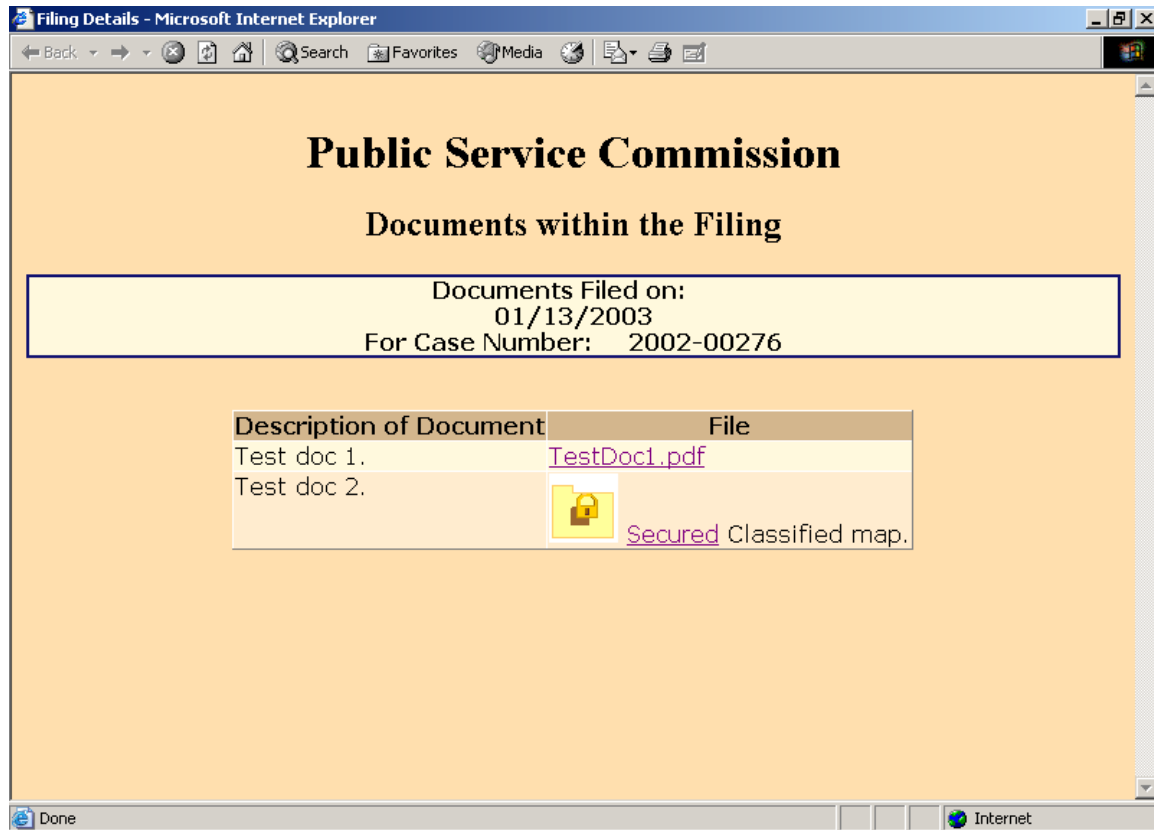 Filing Details - Microsoft Internet Explorer
Back Search Favorites Media
Public Service Commission
Documents within the Filing
Documents Filed on:
01/13/2003
For Case Number: 2002-00276
Description of Document File
Test doc 1. TestDoc1.pdf
Test doc 2.
Secured Classified map.
Done Internet